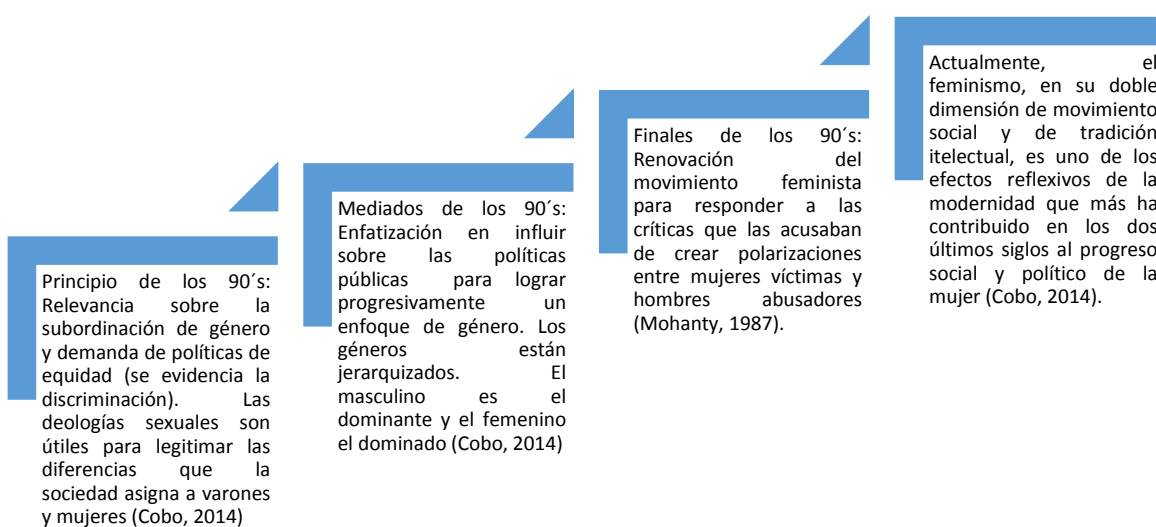 Principio de los 90´s:
Relevancia sobre la
subordinación de género
y demanda de políticas de
equidad (se evidencia la
discriminación). Las
deologías sexuales son
útiles para legitimar las
diferencias que la
sociedad asigna a varones
y mujeres (Cobo, 2014)
Mediados de los 90´s:
Enfatización en influir
sobre las políticas
públicas para lograr
progresivamente un
enfoque de género. Los
géneros están
jerarquizados. El
masculino es el
dominante y el femenino
el dominado (Cobo, 2014)
Finales de los 90´s:
Renovación del
movimiento feminista
para responder a las
críticas que las acusaban
de crear polarizaciones
entre mujeres víctimas y
hombres abusadores
(Mohanty, 1987).
Actualmente, el
feminismo, en su doble
dimensión de movimiento
social y de tradición
itelectual, es uno de los
efectos reflexivos de la
modernidad que más ha
contribuido en los dos
últimos siglos al progreso
social y político de la
mujer (Cobo, 2014).